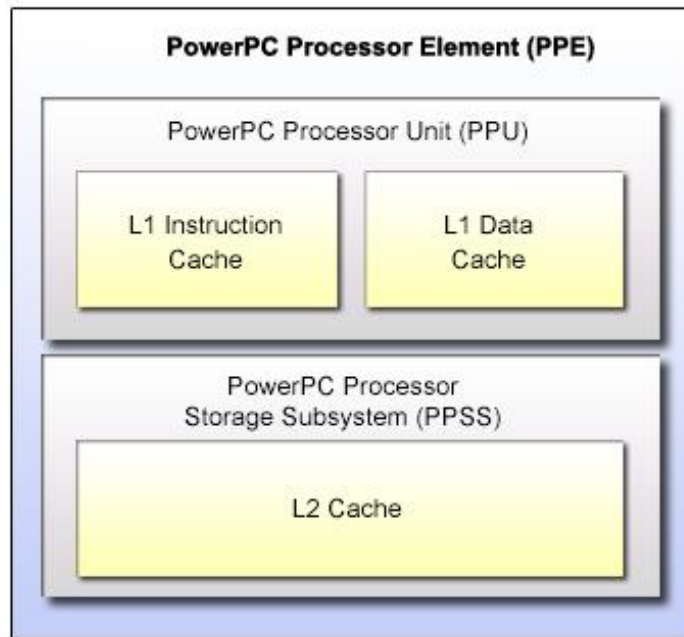 PowerPC Processor Element (PPE)
PowerPC Processor Unit (PPU)
L1 Instruction
Cache
L1 Data
Cache
PowerPC Processor
Storage Subsystem (PPSS)
L2 Cache